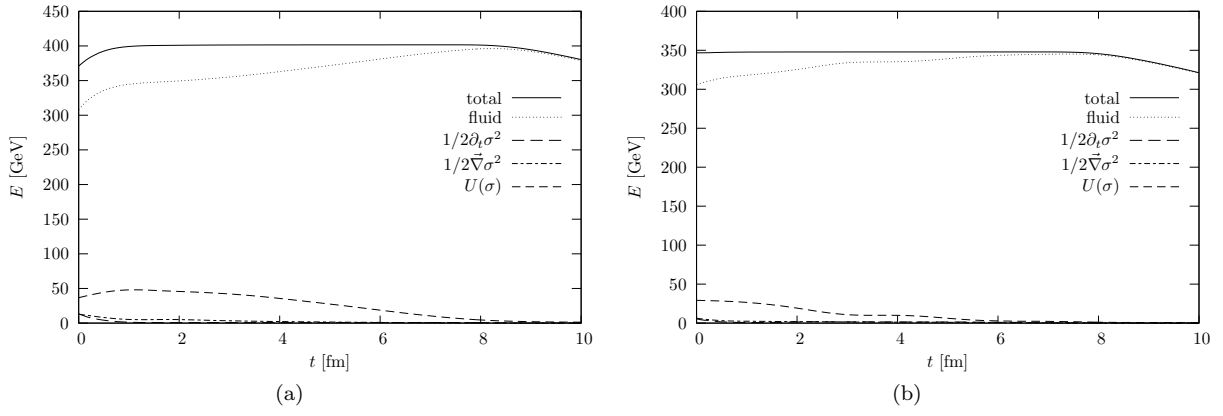 450
400
350
300
250
200
150
100
50
0
E [GeV]
0 2 4 6 8 10
t [fm]
total
fluid
1/2∂ₜσ²
1/2∇⃗σ²
U(σ)
(a)
400
350
300
250
200
150
100
50
0
E [GeV]
0 2 4 6 8 10
t [fm]
total
fluid
1/2∂ₜσ²
1/2∇⃗σ²
U(σ)
(b)